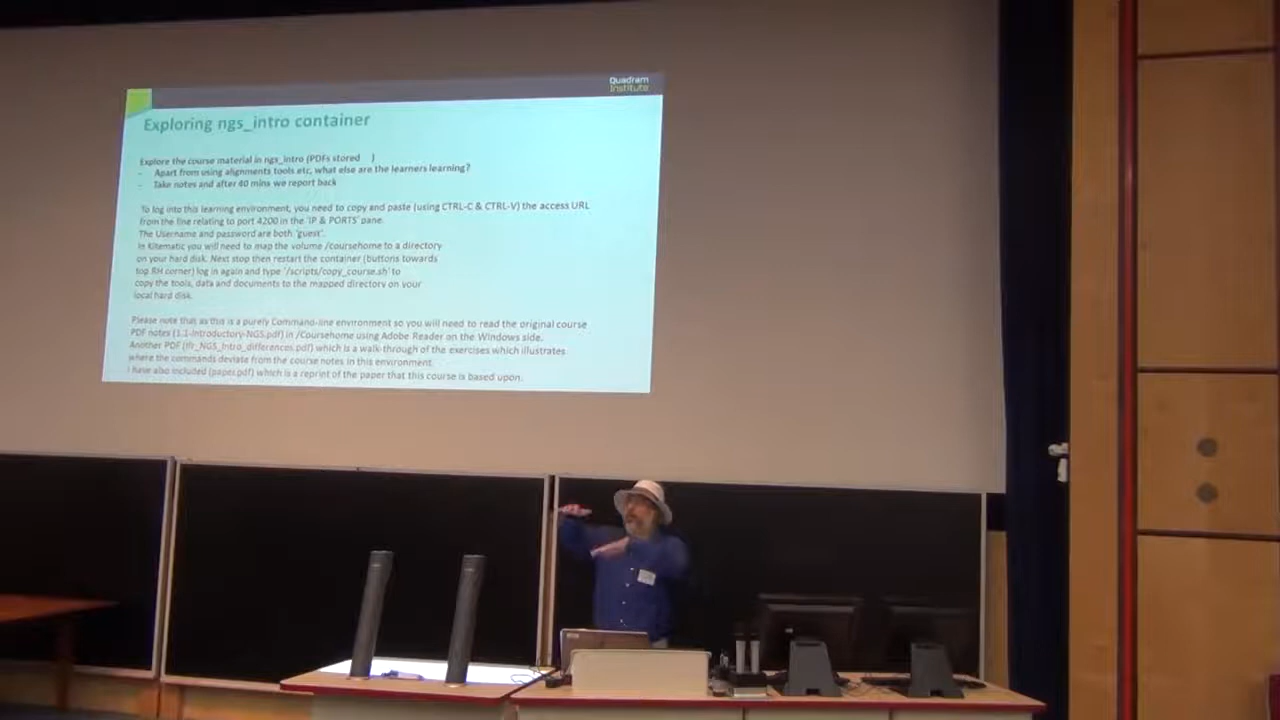 Quadram
Institute
Exploring ngs_intro container
Explore the course material in ngs_intro (PDFs stored )
- Apart from using alignments tools etc, what else are the learners learning?
- Take notes and after 40 mins we report back
To log into this learning environment, you need to copy and paste (using CTRL-C & CTRL-V) the access URL
from the line relating to port 4200 in the 'IP & PORTS' pane.
The Username and password are both 'guest'.
In Kitematic you will need to map the volume /coursehome to a directory
on your hard disk. Next stop then restart the container (buttons towards
top RH corner) log in again and type '/scripts/copy_course.sh' to
copy the tools, data and documents to the mapped directory on your
local hard disk.
Please note that as this is a purely Command-line environment so you will need to read the original course
PDF notes (1.1-Introductory-NGS.pdf) in /Coursehome using Adobe Reader on the Windows side.
Another PDF (tlr_NGS_Intro_differences.pdf) which is a walk through of the exercises which illustrates
where the commands deviate from the course notes in this environment.
I have also included (paper.pdf) which is a reprint of the paper that this course is based upon.